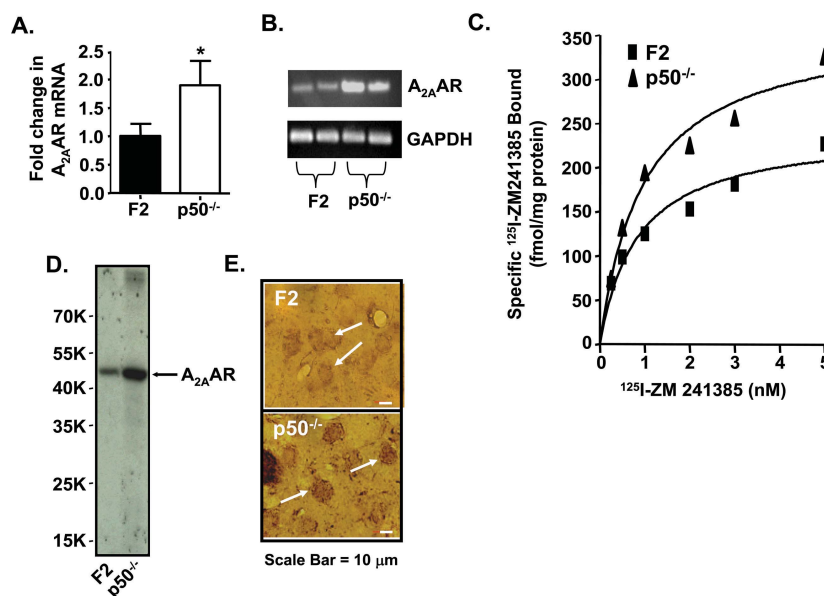 A.
Fold change in
A2AAR mRNA
2.5
2.0
1.5
1.0
0.5
0.0
*
F2
p50-/-
B.
A2AAR
GAPDH
F2
p50-/-
C.
Specific 125I-ZM241385 Bound
(fmol/mg protein)
350
300
250
200
150
100
50
0
F2
p50-/-
0
1
2
3
5
125I-ZM 241385 (nM)
D.
70K
55K
40K
35K
25K
15K
A2AAR
F2
p50-/-
E.
F2
p50-/-
Scale Bar = 10 μm